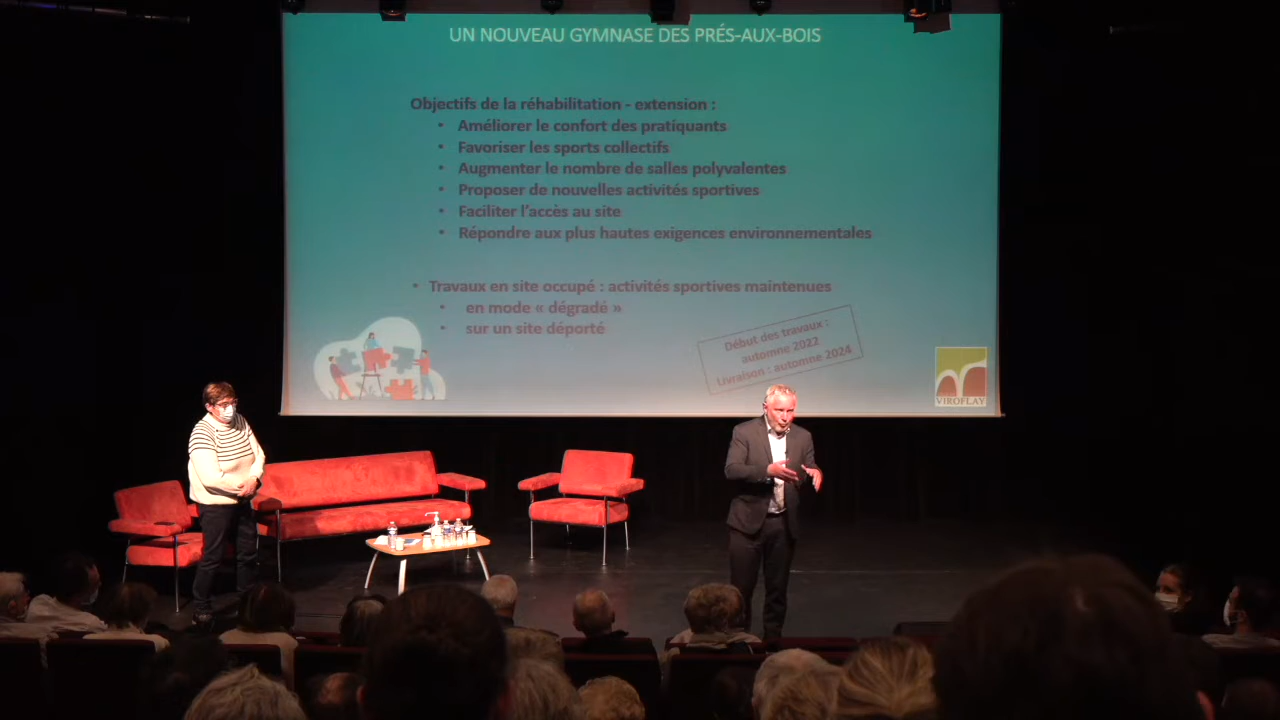 UN NOUVEAU GYMNASE DES PRÉS-AUX-BOIS
Objectifs de la réhabilitation - extension :
• Améliorer le confort des pratiquants
• Favoriser les sports collectifs
• Augmenter le nombre de salles polyvalentes
• Proposer de nouvelles activités sportives
• Faciliter l'accès au site
• Répondre aux plus hautes exigences environnementales
• Travaux en site occupé : activités sportives maintenues
• en mode « dégradé »
• sur un site déporté
Début des travaux :
automne 2022
Livraison : automne 2024
VIROFLAY